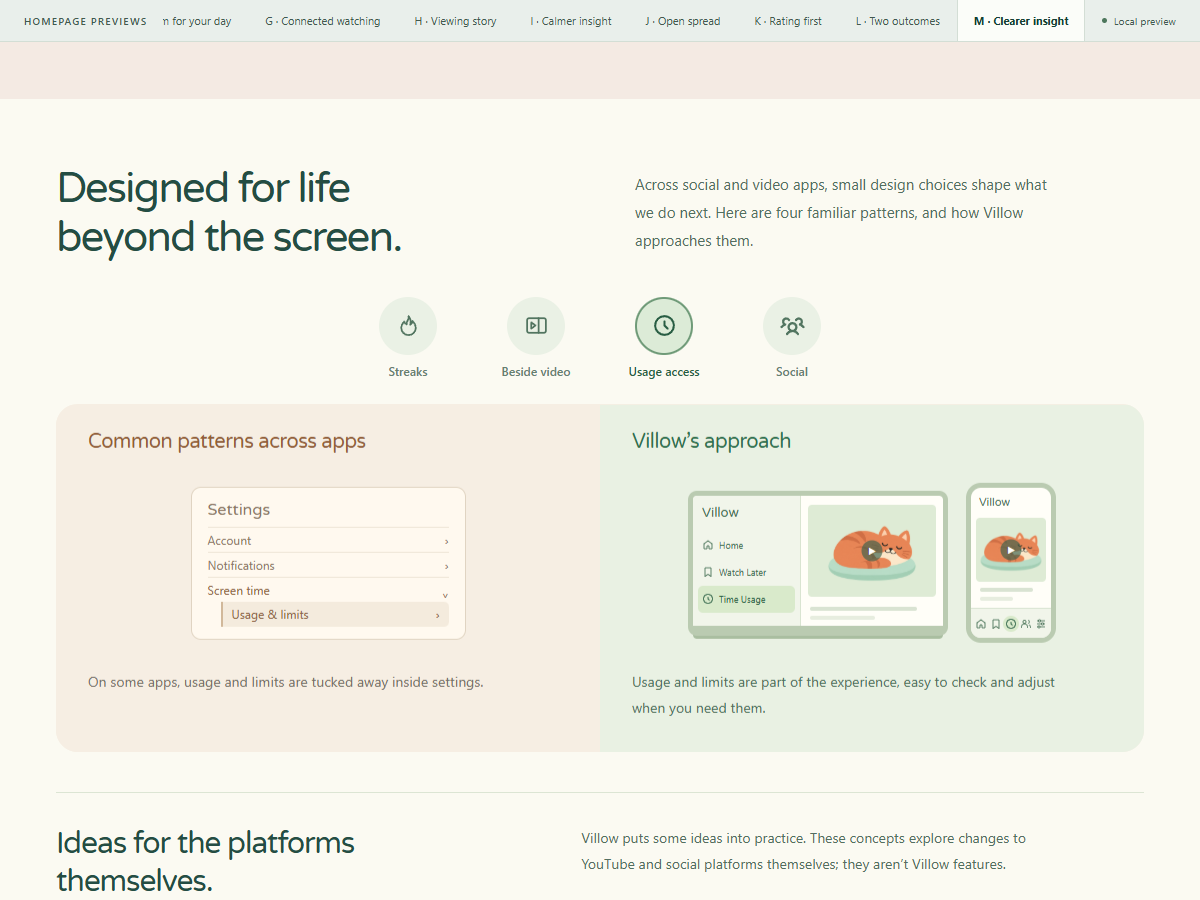 HOMEPAGE PREVIEWS
m for your day
G · Connected watching
H · Viewing story
I · Calmer insight
J · Open spread
K · Rating first
L · Two outcomes
M · Clearer insight
Local preview
Designed for life
beyond the screen.
Across social and video apps, small design choices shape what
we do next. Here are four familiar patterns, and how Villow
approaches them.
Streaks
Beside video
Usage access
Social
Common patterns across apps
Settings
Account
Notifications
Screen time
Usage & limits
On some apps, usage and limits are tucked away inside settings.
Villow’s approach
Villow
Home
Watch Later
Time Usage
Villow
Usage and limits are part of the experience, easy to check and adjust
when you need them.
Ideas for the platforms
themselves.
Villow puts some ideas into practice. These concepts explore changes to
YouTube and social platforms themselves; they aren’t Villow features.